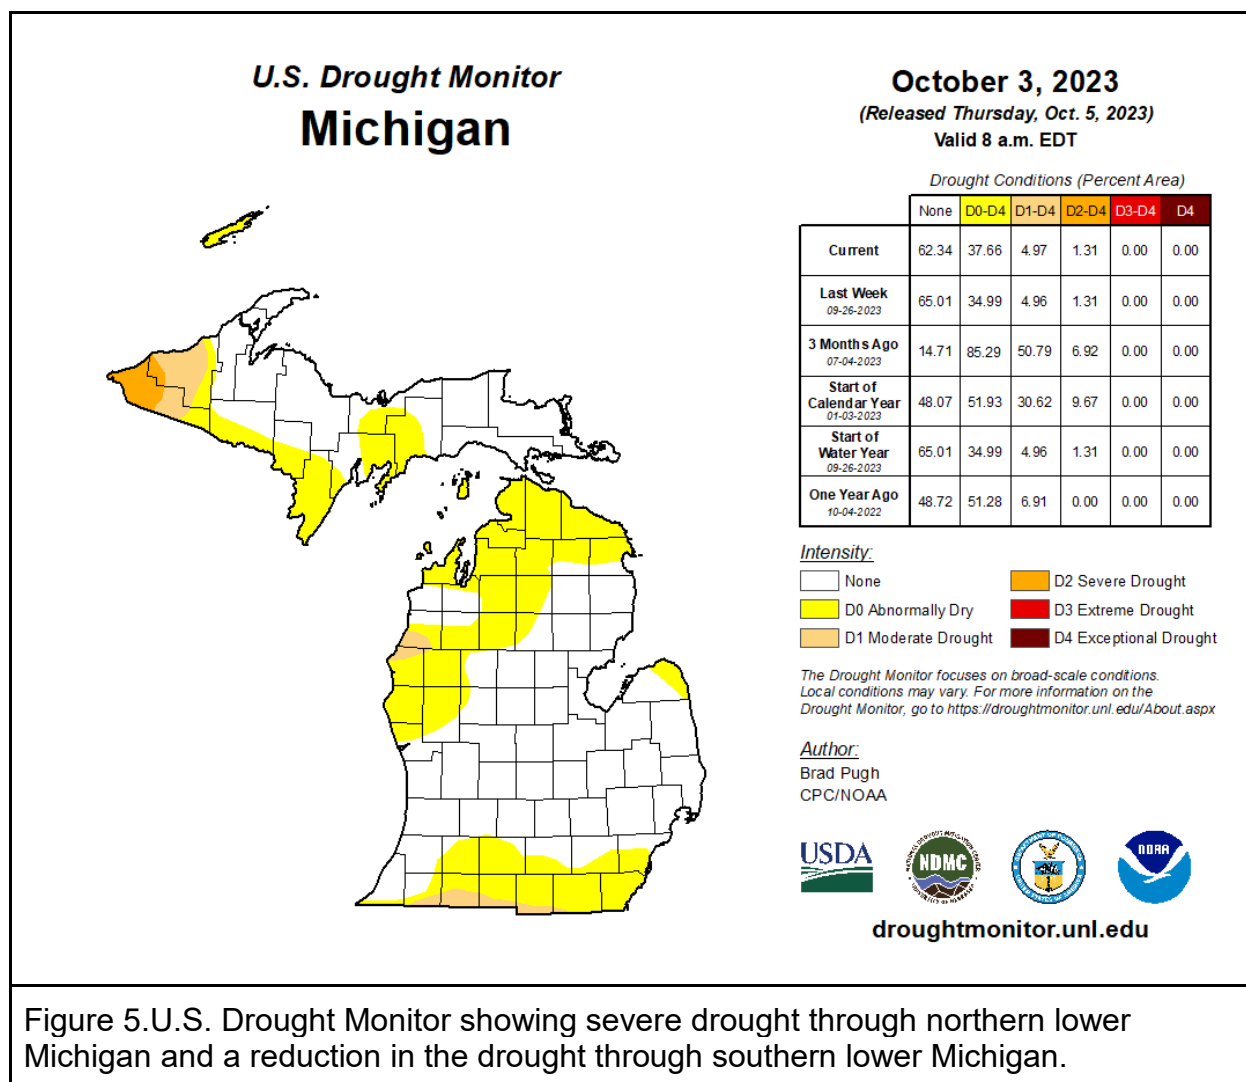 U.S. Drought Monitor
Michigan
October 3, 2023
(Released Thursday, Oct. 5, 2023)
Valid 8 a.m. EDT
Drought Conditions (Percent Area)
None D0-D4 D1-D4 D2-D4 D3-D4 D4
Current 62.34 37.66 4.97 1.31 0.00 0.00
Last Week
09-26-2023 65.01 34.99 4.96 1.31 0.00 0.00
3 Months Ago
07-04-2023 14.71 85.29 50.79 6.92 0.00 0.00
Start of
Calendar Year
01-03-2023 48.07 51.93 30.62 9.67 0.00 0.00
Start of
Water Year
09-26-2023 65.01 34.99 4.96 1.31 0.00 0.00
One Year Ago
10-04-2022 48.72 51.28 6.91 0.00 0.00 0.00
Intensity:
None
D0 Abnormally Dry
D1 Moderate Drought
D2 Severe Drought
D3 Extreme Drought
D4 Exceptional Drought
The Drought Monitor focuses on broad-scale conditions.
Local conditions may vary. For more information on the
Drought Monitor, go to https://droughtmonitor.unl.edu/About.aspx
Author:
Brad Pugh
CPC/NOAA
USDA
NDMC
NOAA
droughtmonitor.unl.edu
Figure 5.U.S. Drought Monitor showing severe drought through northern lower
Michigan and a reduction in the drought through southern lower Michigan.